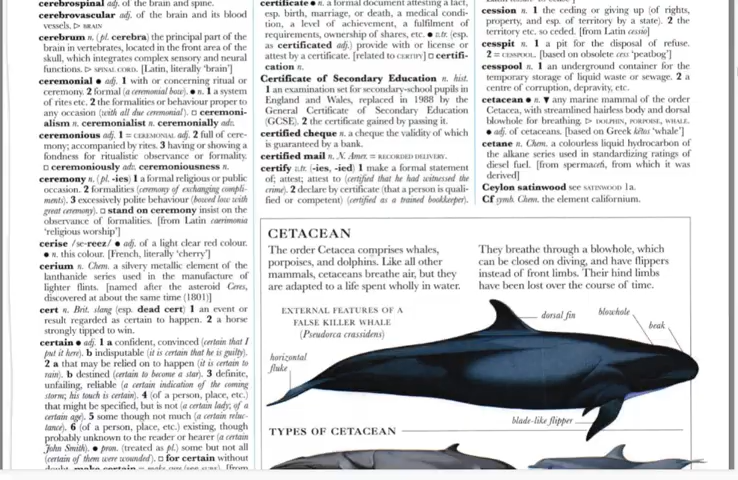 cerebrospinal adj. of the brain and spine.
cerebrovascular adj. of the brain and its blood
vessels. ▷ BRAIN
cerebrum n. (pl. cerebra) the principal part of the
brain in vertebrates, located in the front area of the
skull, which integrates complex sensory and neural
functions. ▷ SPINAL CORD. [Latin, literally 'brain']
ceremonial ● adj. 1 with or concerning ritual or
ceremony. 2 formal (a ceremonial bow). ● n. 1 a system
of rites etc. 2 the formalities or behaviour proper to
any occasion (with all due ceremonial). □ ceremoni-
alism n. ceremonialist n. ceremonially adv.
ceremonious adj. 1 = CEREMONIAL adj. 2 full of cere-
mony; accompanied by rites. 3 having or showing a
fondness for ritualistic observance or formality.
□ ceremoniously adv. ceremoniousness n.
ceremony n. (pl. -ies) 1 a formal religious or public
occasion. 2 formalities (ceremony of exchanging compli-
ments). 3 excessively polite behaviour (bowed low with
great ceremony). □ stand on ceremony insist on the
observance of formalities. [from Latin caerimonia
'religious worship']
cerise /se-reez/ ● adj. of a light clear red colour.
● n. this colour. [French, literally 'cherry']
cerium n. Chem. a silvery metallic element of the
lanthanide series used in the manufacture of
lighter flints. [named after the asteroid Ceres,
discovered at about the same time (1801)]
cert n. Brit. slang (esp. dead cert) 1 an event or
result regarded as certain to happen. 2 a horse
strongly tipped to win.
certain ● adj. 1 a confident, convinced (certain that I
put it here). b indisputable (it is certain that he is guilty).
2 a that may be relied on to happen (it is certain to
rain). b destined (certain to become a star). 3 definite,
unfailing, reliable (a certain indication of the coming
storm; his touch is certain). 4 (of a person, place, etc.)
that might be specified, but is not (a certain lady; of a
certain age). 5 some though not much (a certain reluc-
tance). 6 (of a person, place, etc.) existing, though
probably unknown to the reader or hearer (a certain
John Smith). ● pron. (treated as pl.) some but not all
(certain of them were wounded). □ for certain without
certificate ● n. a formal document attesting a fact,
esp. birth, marriage, or death, a medical condi-
tion, a level of achievement, a fulfilment of
requirements, ownership of shares, etc. ● v.tr. (esp.
as certificated adj.) provide with or license or
attest by a certificate. [related to CERTIFY] □ certifi-
cation n.
Certificate of Secondary Education n. hist.
1 an examination set for secondary-school pupils in
England and Wales, replaced in 1988 by the
General Certificate of Secondary Education
(GCSE). 2 the certificate gained by passing it.
certified cheque n. a cheque the validity of which
is guaranteed by a bank.
certified mail n. N. Amer. = RECORDED DELIVERY.
certify v.tr. (-ies, -ied) 1 make a formal statement
of; attest; attest to (certified that he had witnessed the
crime). 2 declare by certificate (that a person is quali-
fied or competent) (certified as a trained bookkeeper).
cession n. 1 the ceding or giving up (of rights,
property, and esp. of territory by a state). 2 the
territory etc. so ceded. [from Latin cessio]
cesspit n. 1 a pit for the disposal of refuse.
2 = CESSPOOL. [based on obsolete cess 'peatbog']
cesspool n. 1 an underground container for the
temporary storage of liquid waste or sewage. 2 a
centre of corruption, depravity, etc.
cetacean ● n. ▼ any marine mammal of the order
Cetacea, with streamlined hairless body and dorsal
blowhole for breathing. ▷ DOLPHIN, PORPOISE, WHALE.
● adj. of cetaceans. [based on Greek kētos 'whale']
cetane n. Chem. a colourless liquid hydrocarbon of
the alkane series used in standardizing ratings of
diesel fuel. [from spermaceti, from which it was
derived]
Ceylon satinwood see SATINWOOD 1a.
Cf symb. Chem. the element californium.
CETACEAN
The order Cetacea comprises whales,
porpoises, and dolphins. Like all other
mammals, cetaceans breathe air, but they
are adapted to a life spent wholly in water.
They breathe through a blowhole, which
can be closed on diving, and have flippers
instead of front limbs. Their hind limbs
have been lost over the course of time.
EXTERNAL FEATURES OF A
FALSE KILLER WHALE
(Pseudorca crassidens)
dorsal fin
blowhole
beak
horizontal
fluke
blade-like flipper
TYPES OF CETACEAN